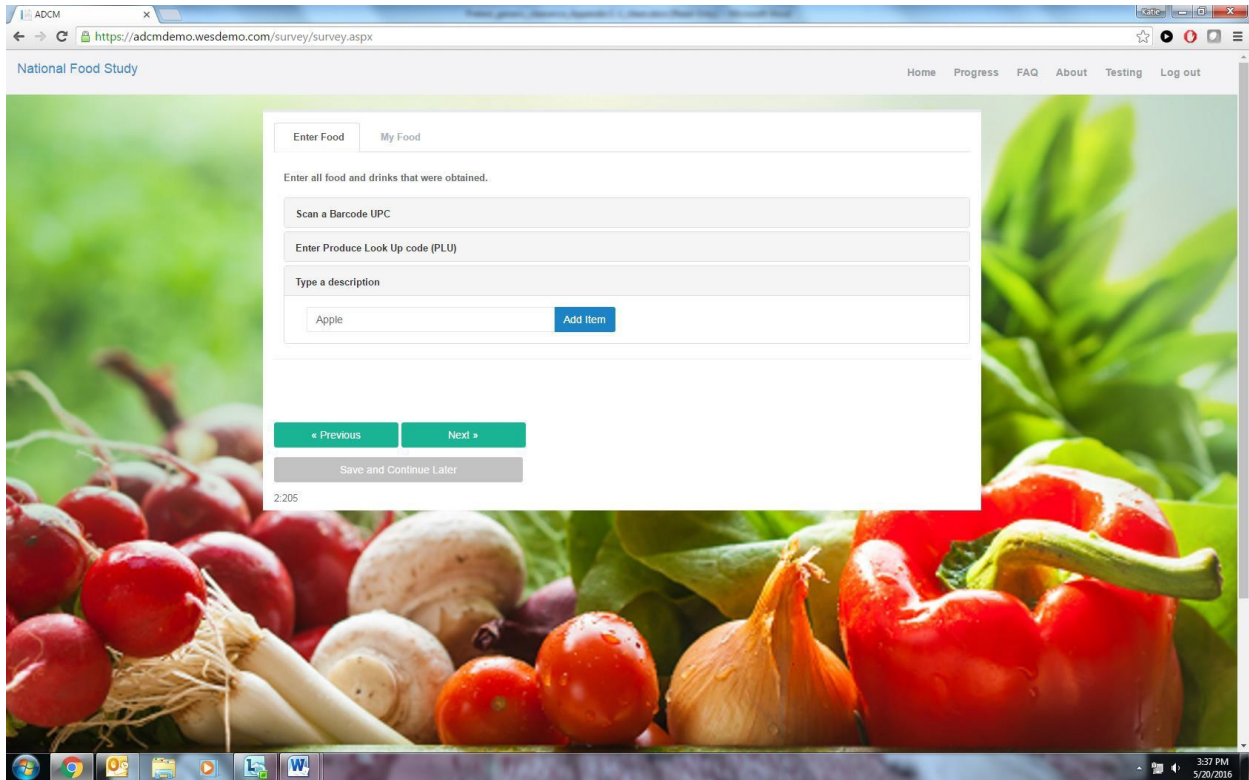 ADCM
Katie
https://adcmdemo.wesdemo.com/survey/survey.aspx
National Food Study
Home Progress FAQ About Testing Log out
Enter Food My Food
Enter all food and drinks that were obtained.
Scan a Barcode UPC
Enter Produce Look Up code (PLU)
Type a description
Apple Add Item
« Previous Next »
Save and Continue Later
2:205
3:37 PM
5/20/2016